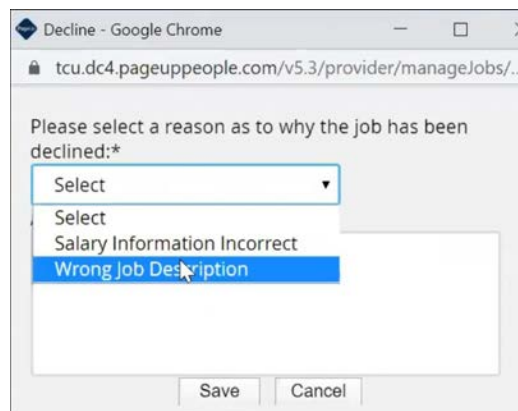 Decline - Google Chrome
tcu.dc4.pageuppeople.com/v5.3/provider/manageJobs/...
Please select a reason as to why the job has been
declined:*
Select
Select
Salary Information Incorrect
Wrong Job Description
Save Cancel